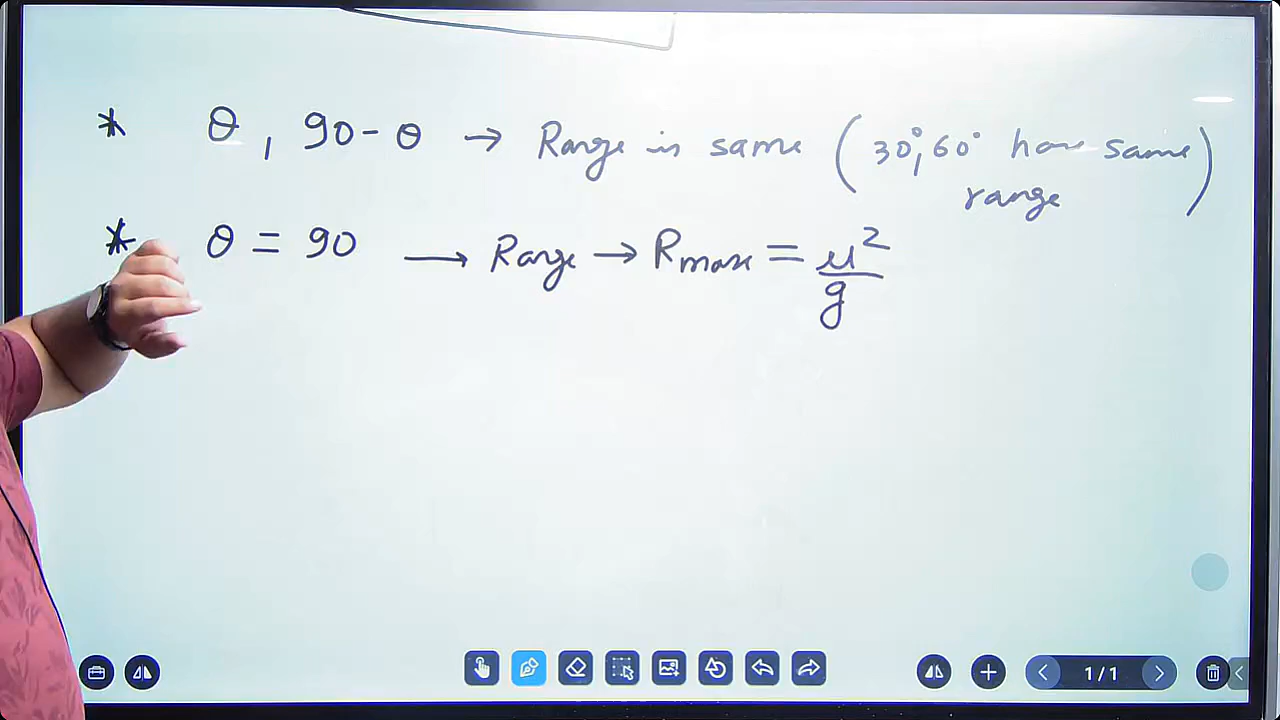 * θ, 90-θ → Range is same (30°, 60° have same
range)
* θ = 90 → Range → Rmax = u²/g
1/1